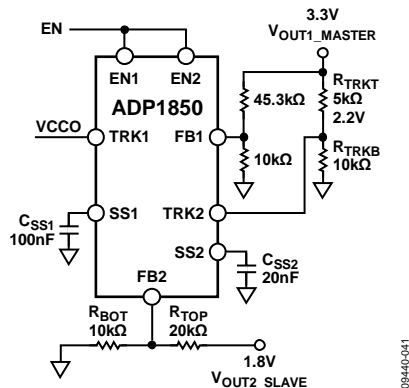 3.3V
EN
VOUT1_MASTER
EN1
EN2
ADP1850
45.3kΩ
RTRKT
5kΩ
2.2V
VCCO
TRK1
FB1
10kΩ
RTRKB
10kΩ
TRK2
CSS1
100nF
SS1
SS2
CSS2
20nF
FB2
RBOT
10kΩ
RTOP
20kΩ
1.8V
VOUT2_SLAVE
09440-041